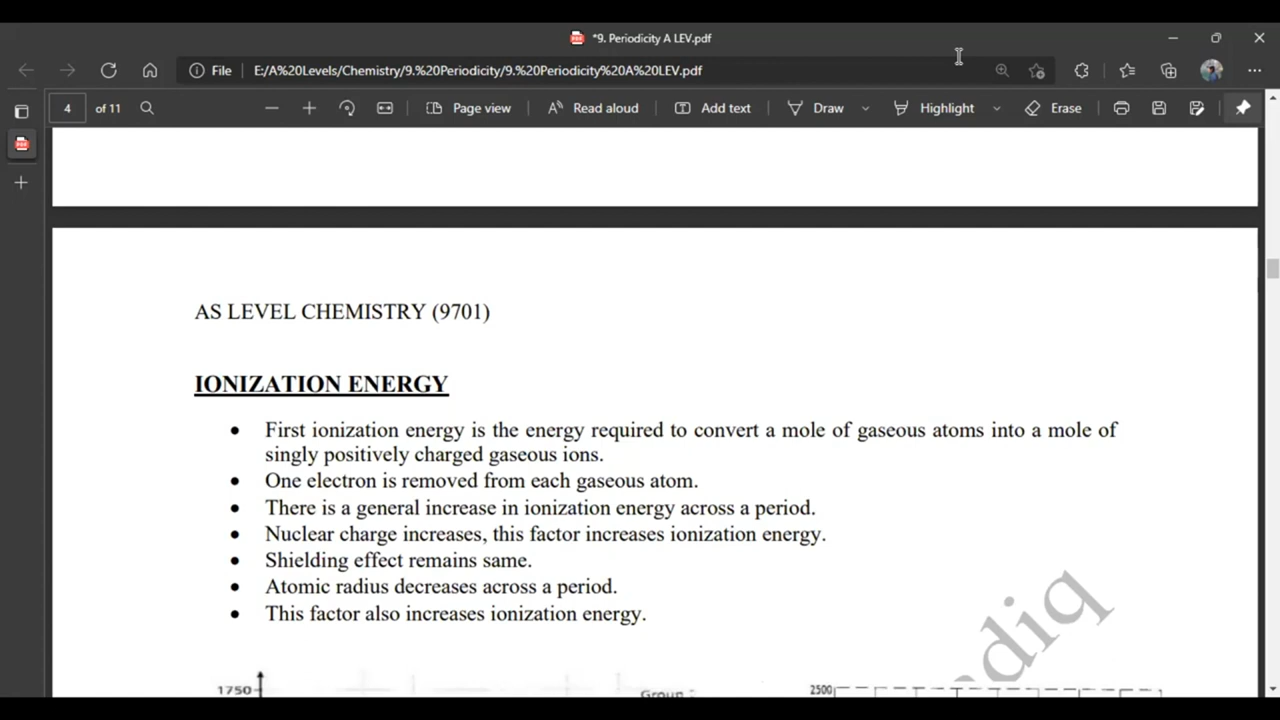 *9. Periodicity A LEV.pdf
File E:/A%20Levels/Chemistry/9.%20Periodicity/9.%20Periodicity%20A%20LEV.pdf
4 of 11 Page view Read aloud Add text Draw Highlight Erase
AS LEVEL CHEMISTRY (9701)
IONIZATION ENERGY
• First ionization energy is the energy required to convert a mole of gaseous atoms into a mole of
singly positively charged gaseous ions.
• One electron is removed from each gaseous atom.
• There is a general increase in ionization energy across a period.
• Nuclear charge increases, this factor increases ionization energy.
• Shielding effect remains same.
• Atomic radius decreases across a period.
• This factor also increases ionization energy.
diq
1750 Group 2500